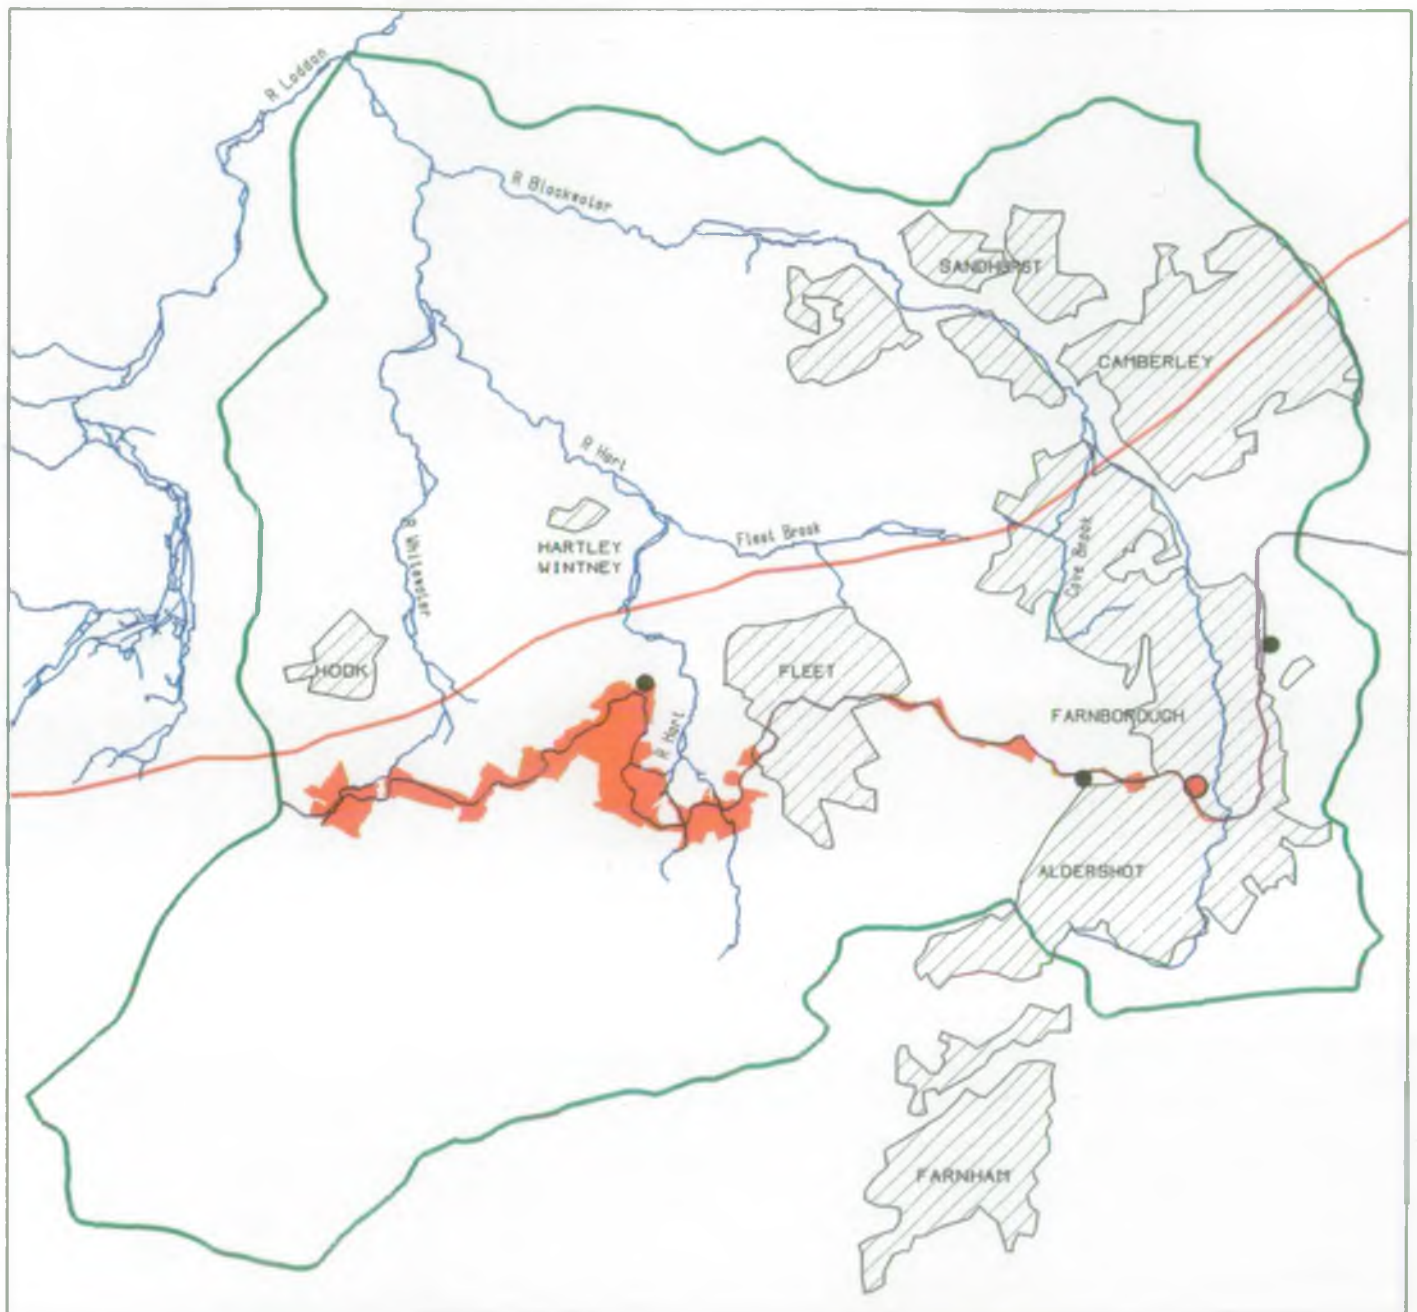 R Loddon
R Blackwater
SANDHURST
CAMBERLEY
R Hart
Fleet Brook
HARTLEY
WINTNEY
R Whitewater
Cove Brook
HOOK
FLEET
R Hart
FARNBOROUGH
ALDERSHOT
FARNHAM